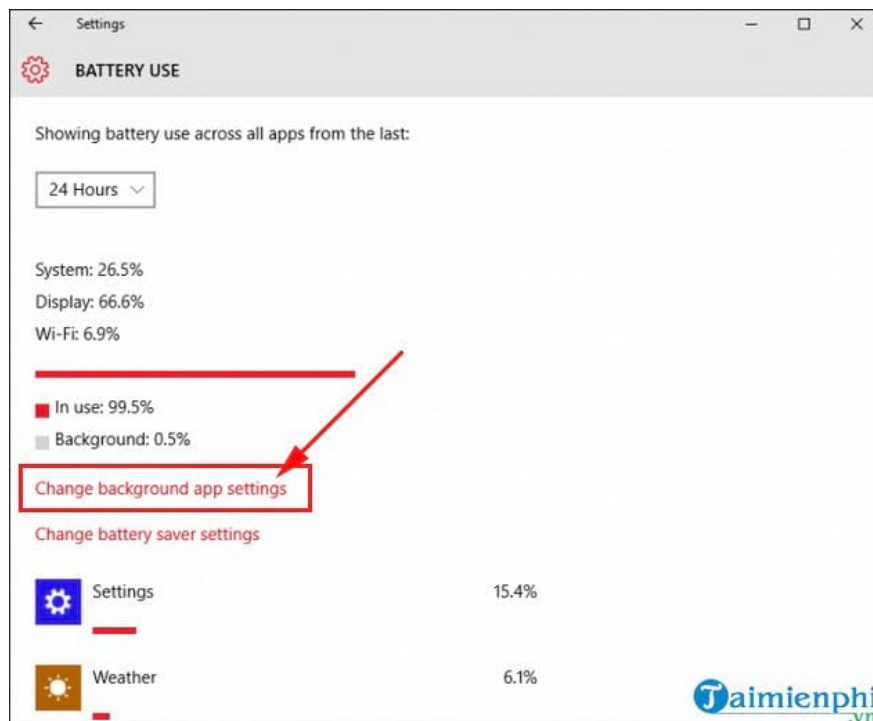 Settings
BATTERY USE
Showing battery use across all apps from the last:
24 Hours
System: 26.5%
Display: 66.6%
Wi-Fi: 6.9%
In use: 99.5%
Background: 0.5%
Change background app settings
Change battery saver settings
Settings 15.4%
Weather 6.1%
Taimienphi
.vn